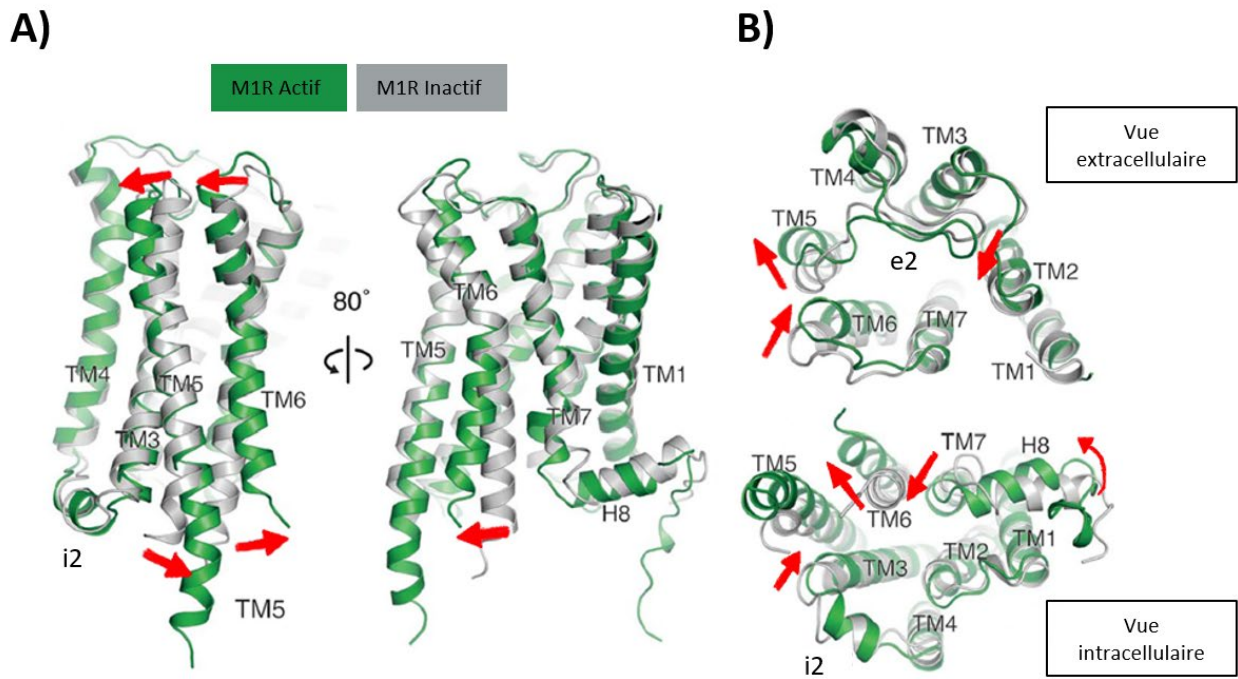 A)
B)
M1R Actif
M1R Inactif
TM4
TM3
TM5
TM6
i2
TM5
80°
TM6
TM5
TM1
TM7
H8
TM3
TM4
TM5
e2
TM2
TM6
TM7
TM1
Vue
extracellulaire
TM7
H8
TM5
TM6
TM1
TM2
TM3
TM4
i2
Vue
intracellulaire